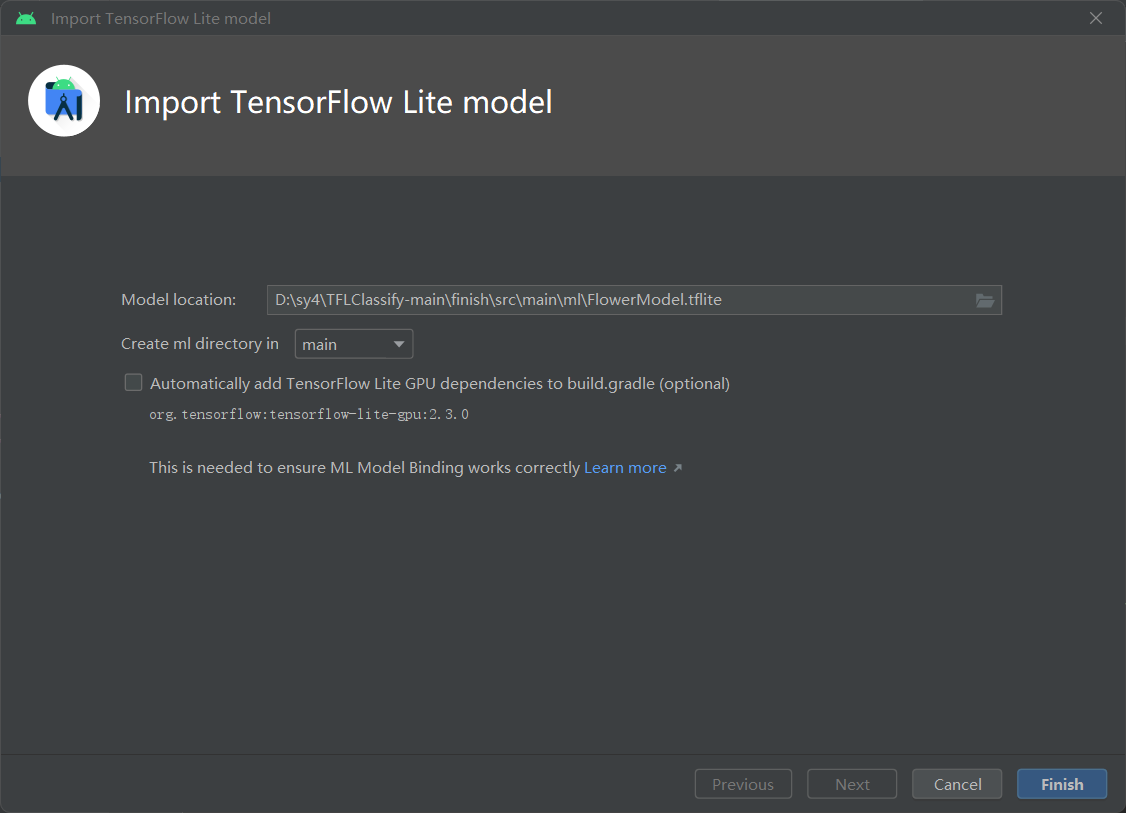 Import TensorFlow Lite model
Import TensorFlow Lite model
Model location: D:\sy4\TFLClassify-main\finish\src\main\ml\FlowerModel.tflite
Create ml directory in main
Automatically add TensorFlow Lite GPU dependencies to build.gradle (optional)
org.tensorflow:tensorflow-lite-gpu:2.3.0
This is needed to ensure ML Model Binding works correctly Learn more
Previous Next Cancel Finish